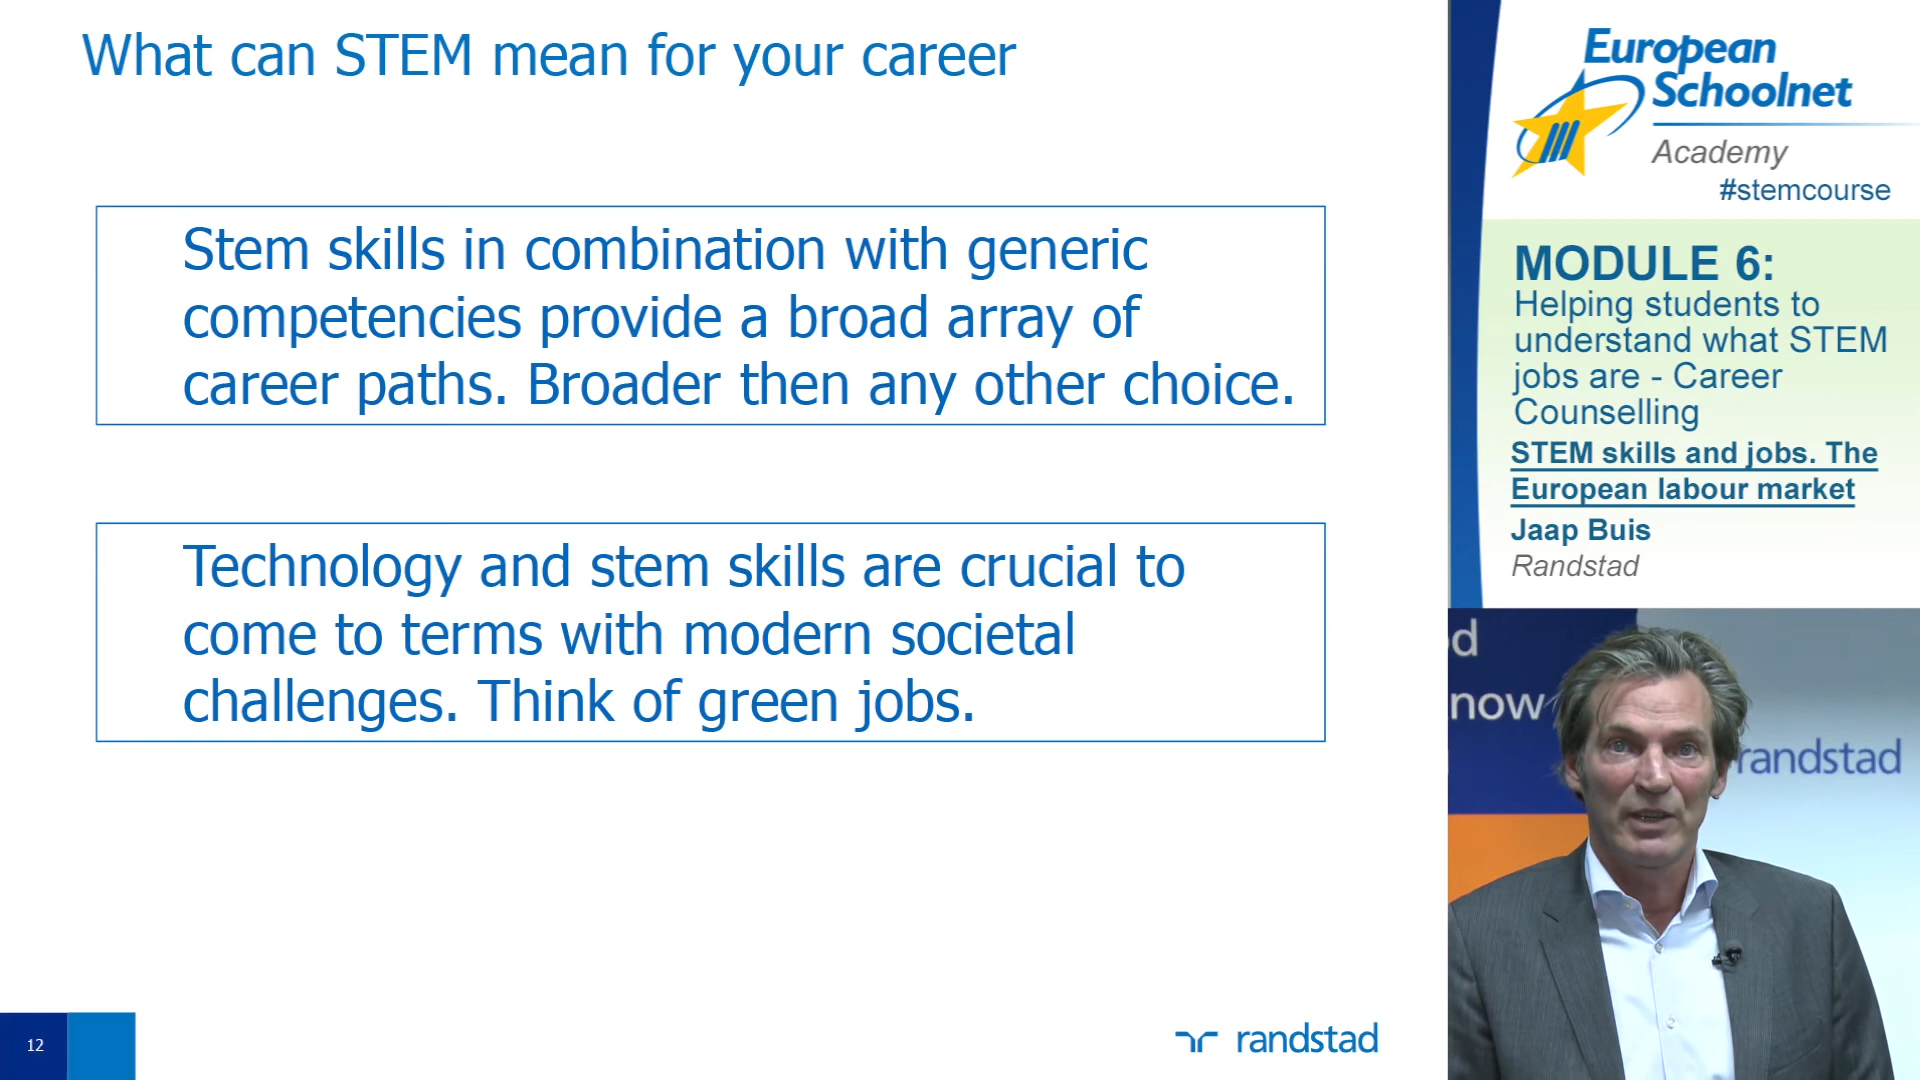 What can STEM mean for your career
Stem skills in combination with generic
competencies provide a broad array of
career paths. Broader then any other choice.
Technology and stem skills are crucial to
come to terms with modern societal
challenges. Think of green jobs.
12
randstad
European
Schoolnet
Academy
#stemcourse
MODULE 6:
Helping students to
understand what STEM
jobs are - Career
Counselling
STEM skills and jobs. The
European labour market
Jaap Buis
Randstad
now
randstad